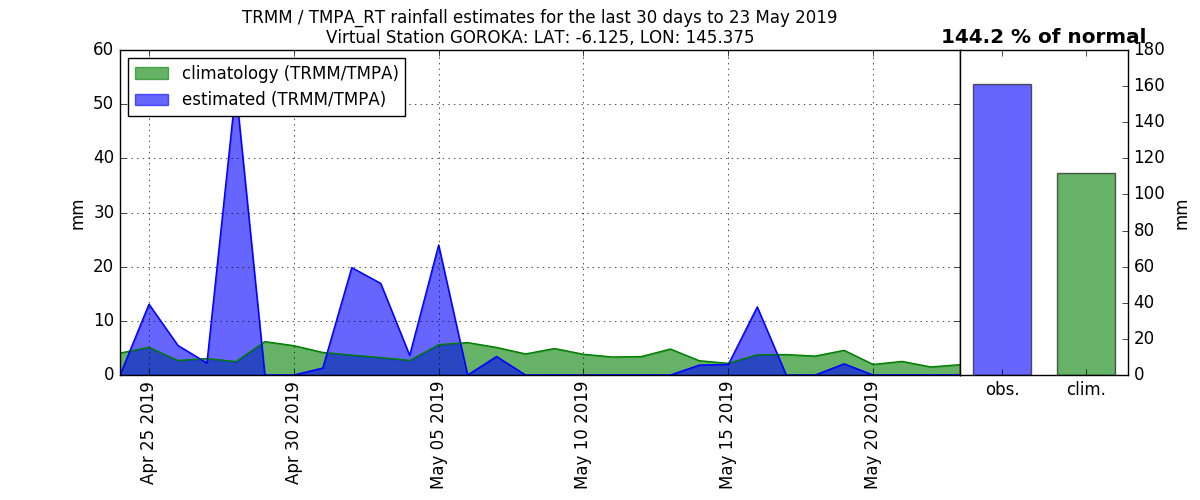 TRMM / TMPA_RT rainfall estimates for the last 30 days to 23 May 2019
Virtual Station GOROKA: LAT: -6.125, LON: 145.375
144.2 % of normal
climatology (TRMM/TMPA)
estimated (TRMM/TMPA)
60
50
40
30
20
10
0
mm
Apr 25 2019
Apr 30 2019
May 05 2019
May 10 2019
May 15 2019
May 20 2019
180
160
140
120
100
80
60
40
20
0
mm
obs.
clim.